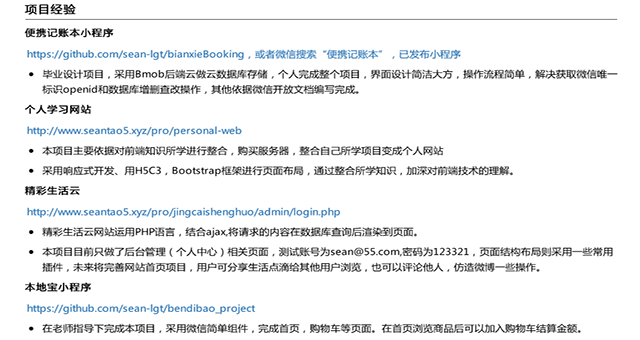 项目经验
便携记账本小程序
https://github.com/sean-lgt/bianxieBooking，或者微信搜索“便携记账本”，已发布小程序
● 毕业设计项目，采用Bmob后端云做云数据库存储，个人完成整个项目，界面设计简洁大方，操作流程简单，解决获取微信唯一
标识openid和数据库增删查改操作，其他依据微信开放文档编写完成。
个人学习网站
http://www.seantao5.xyz/pro/personal-web
● 本项目主要依据对前端知识所学进行整合，购买服务器，整合自己所学项目变成个人网站
● 采用响应式开发、用H5C3，Bootstrap框架进行页面布局，通过整合所学知识，加深对前端技术的理解。
精彩生活云
http://www.seantao5.xyz/pro/jingcaishenghuo/admin/login.php
● 精彩生活云网站运用PHP语言，结合ajax,将请求的内容在数据库查询后渲染到页面。
● 本项目目前只做了后台管理（个人中心）相关页面，测试账号为sean@55.com,密码为123321，页面结构布局则采用一些常用
插件，未来将完善网站首页项目，用户可分享生活点滴给其他用户浏览，也可以评论他人，仿造微博一些操作。
本地宝小程序
https://github.com/sean-lgt/bendibao_project
● 在老师指导下完成本项目，采用微信简单组件，完成首页，购物车等页面。在首页浏览商品后可以加入购物车结算金额。